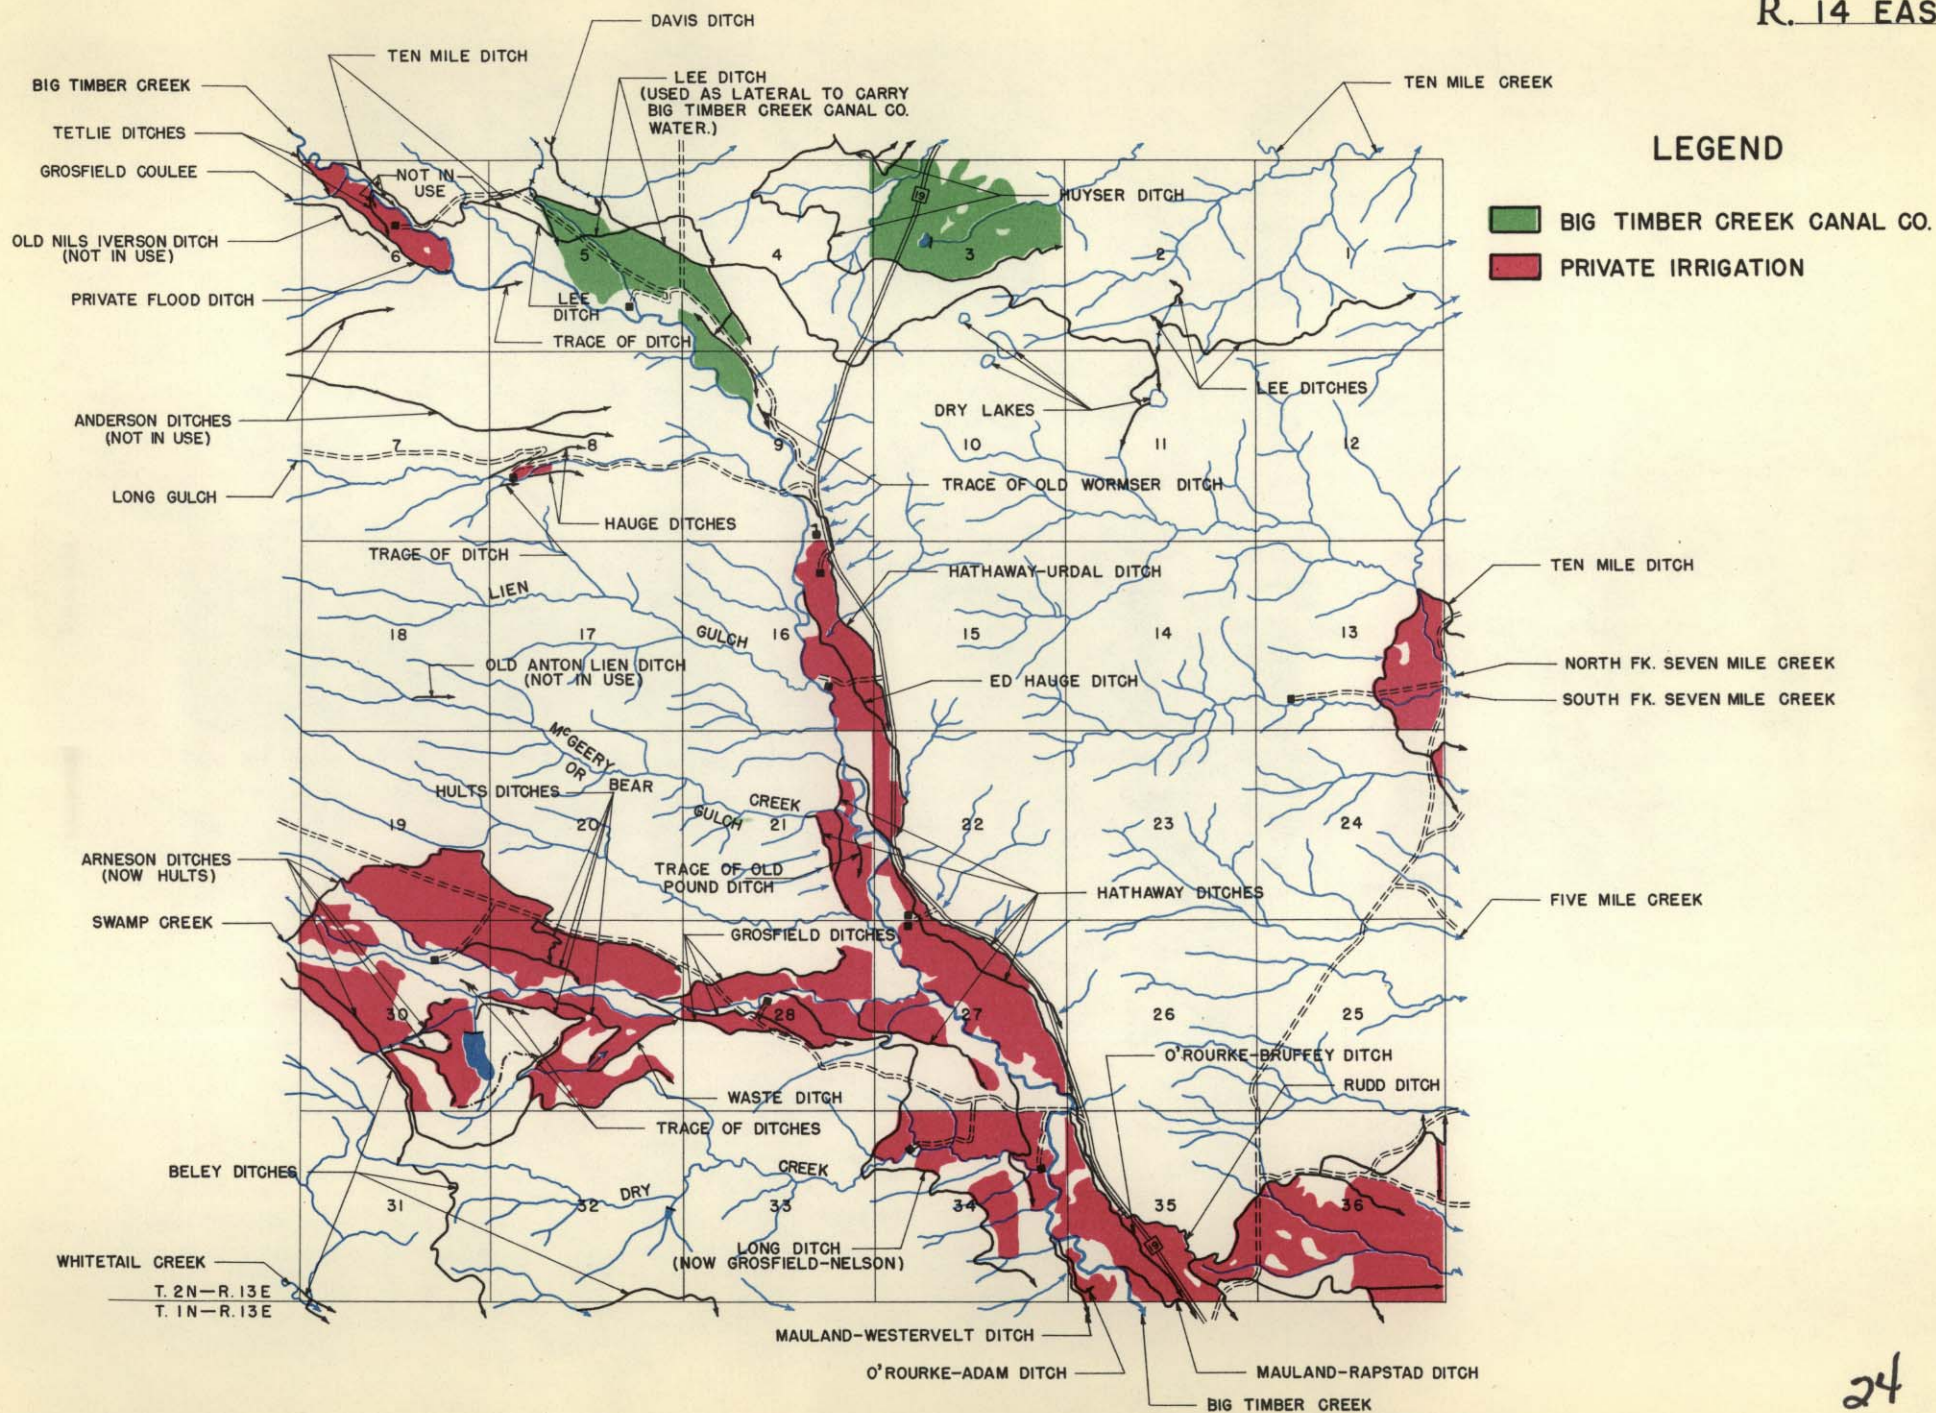 R. 14 EAS
DAVIS DITCH
TEN MILE DITCH
BIG TIMBER CREEK
LEE DITCH
(USED AS LATERAL TO CARRY
BIG TIMBER CREEK CANAL CO.
WATER.)
TEN MILE CREEK
TETLIE DITCHES
LEGEND
GROSFIELD COULEE
NOT IN
USE
19
HUYSER DITCH
BIG TIMBER CREEK CANAL CO.
PRIVATE IRRIGATION
OLD NILS IVERSON DITCH
(NOT IN USE)
6
5
4
3
2
1
PRIVATE FLOOD DITCH
LEE
DITCH
TRACE OF DITCH
LEE DITCHES
DRY LAKES
ANDERSON DITCHES
(NOT IN USE)
7
8
9
10
11
12
LONG GULCH
TRACE OF OLD WORMSER DITCH
HAUGE DITCHES
TRACE OF DITCH
HATHAWAY-URDAL DITCH
TEN MILE DITCH
LIEN
GULCH
18
17
16
15
14
13
OLD ANTON LIEN DITCH
(NOT IN USE)
NORTH FK. SEVEN MILE CREEK
ED HAUGE DITCH
SOUTH FK. SEVEN MILE CREEK
McGEERY
OR
BEAR
HULTS DITCHES
CREEK
GULCH
19
20
21
22
23
24
ARNESON DITCHES
(NOW HULTS)
TRACE OF OLD
POUND DITCH
HATHAWAY DITCHES
FIVE MILE CREEK
SWAMP CREEK
GROSFIELD DITCHES
30
28
27
26
25
O'ROURKE-BRUFFEY DITCH
RUDD DITCH
WASTE DITCH
TRACE OF DITCHES
BELEY DITCHES
CREEK
DRY
31
32
33
34
35
36
19
LONG DITCH
(NOW GROSFIELD-NELSON)
WHITETAIL CREEK
T. 2N—R. 13E
T. 1N—R. 13E
MAULAND-WESTERVELT DITCH
O'ROURKE-ADAM DITCH
MAULAND-RAPSTAD DITCH
BIG TIMBER CREEK
24